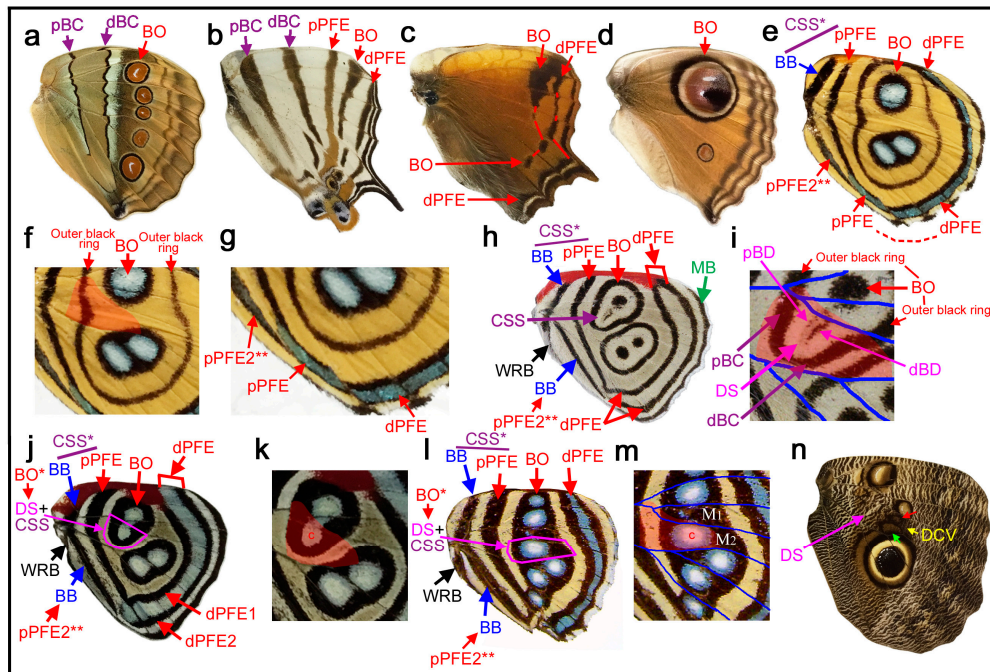 a
pBC
dBC
BO
b
pBC
dBC
pPFE
BO
dPFE
c
BO
dPFE
BO
dPFE
d
BO
e
CSS*
BB
pPFE
BO
dPFE
pPFE2**
pPFE
dPFE
f
Outer black
ring
BO
Outer black
ring
pPFE2**
g
pPFE
dPFE
h
CSS*
BB
pPFE
BO
dPFE
MB
CSS
WRB
BB
pPFE2**
dPFE
i
pBD
Outer black ring
BO
Outer black ring
pBC
DS
dBC
dBD
j
CSS*
BB
pPFE
BO
dPFE
BO*
DS+
CSS
WRB
BB
pPFE2**
dPFE1
dPFE2
k
c
l
CSS*
BB
pPFE
BO
dPFE
BO*
DS+
CSS
WRB
BB
pPFE2**
m
M1
M2
c
n
DS
DCV